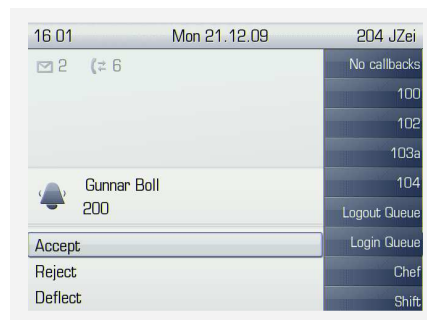 16 01 Mon 21.12.09 204 JZei
2 6
No callbacks
100
102
103a
104
Logout Queue
Login Queue
Chef
Shift
Gunnar Boll
200
Accept
Reject
Deflect